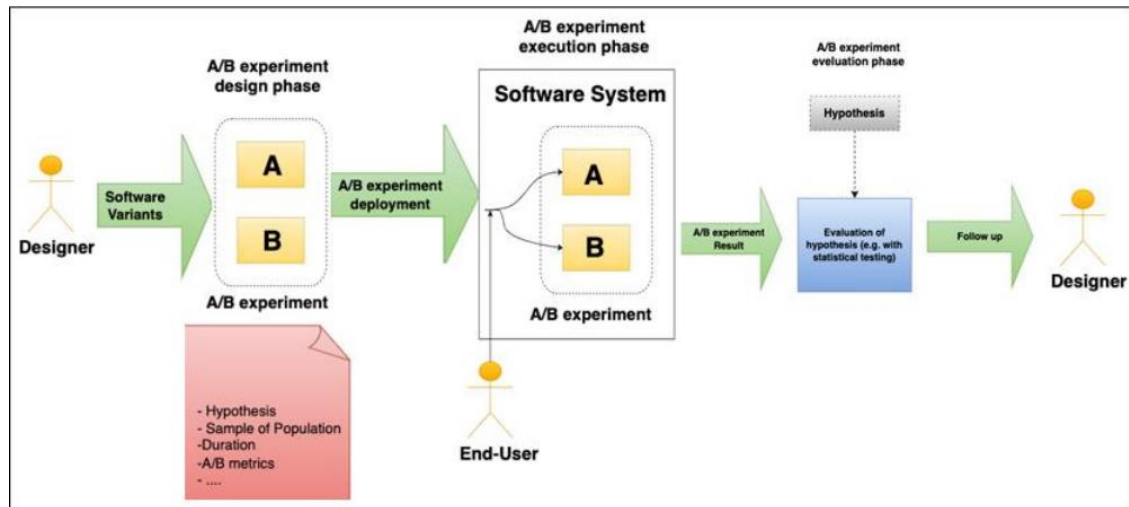 Designer
Software
Variants
A/B experiment
design phase
A
B
A/B experiment
- Hypothesis
- Sample of Population
-Duration
-A/B metrics
- ....
A/B experiment
deployment
A/B experiment
execution phase
Software System
A
B
A/B experiment
End-User
A/B experiment
Result
A/B experiment
eveluation phase
Hypothesis
Evaluation of
hypothesis (e.g. with
statistical testing)
Follow up
Designer